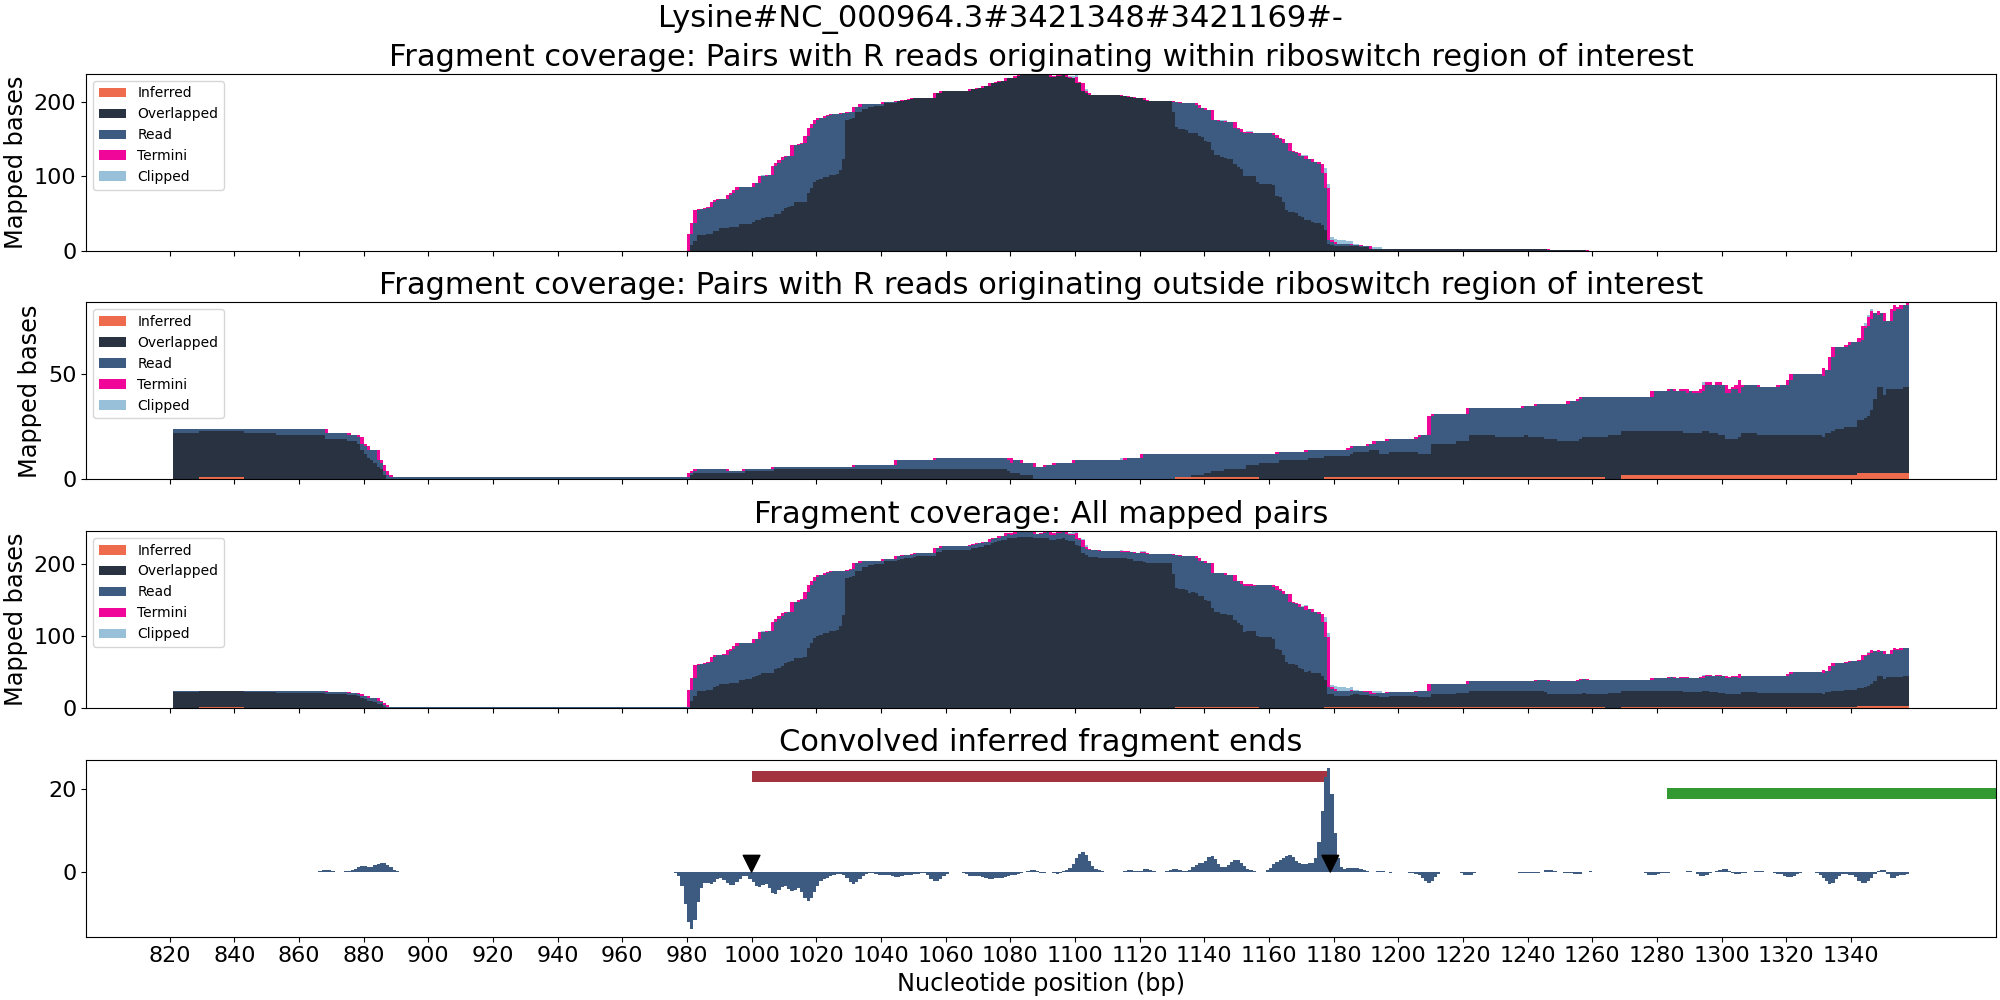 Lysine#NC_000964.3#3421348#3421169#-
Fragment coverage: Pairs with R reads originating within riboswitch region of interest
Mapped bases
200
100
0
Inferred
Overlapped
Read
Termini
Clipped
Fragment coverage: Pairs with R reads originating outside riboswitch region of interest
Mapped bases
50
0
Inferred
Overlapped
Read
Termini
Clipped
Fragment coverage: All mapped pairs
Mapped bases
200
100
0
Inferred
Overlapped
Read
Termini
Clipped
Convolved inferred fragment ends
20
0
820 840 860 880 900 920 940 960 980 1000 1020 1040 1060 1080 1100 1120 1140 1160 1180 1200 1220 1240 1260 1280 1300 1320 1340
Nucleotide position (bp)